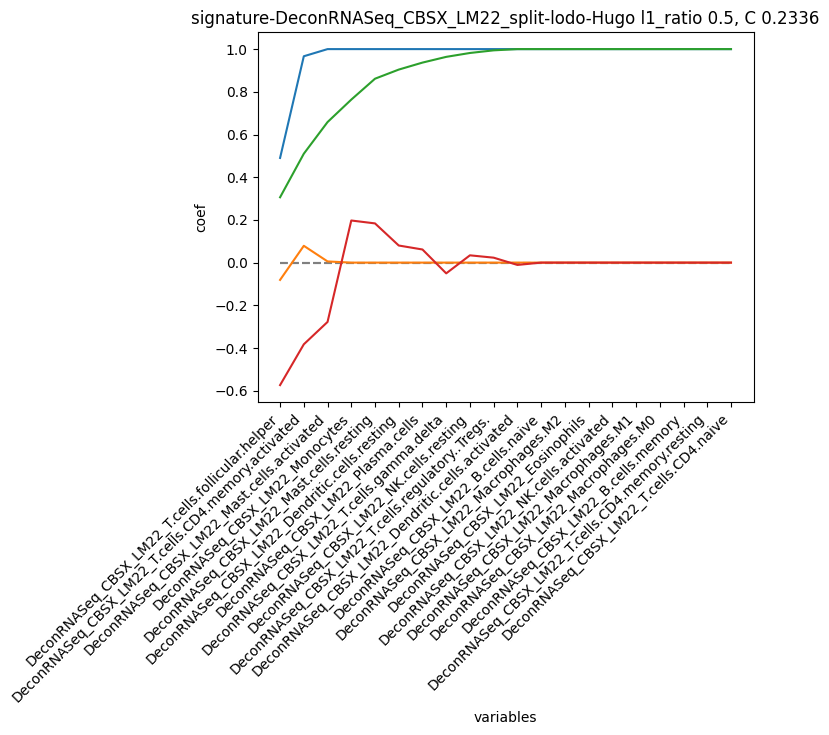 signature-DeconRNASeq_CBSX_LM22_split-lodo-Hugo l1_ratio 0.5, C 0.2336
1.0
0.8
0.6
0.4
0.2
0.0
−0.2
−0.4
−0.6
coef
DeconRNASeq_CBSX_LM22_T.cells.follicular.helper
DeconRNASeq_CBSX_LM22_T.cells.CD4.memory.activated
DeconRNASeq_CBSX_LM22_Mast.cells.activated
DeconRNASeq_CBSX_LM22_Monocytes
DeconRNASeq_CBSX_LM22_Mast.cells.resting
DeconRNASeq_CBSX_LM22_Dendritic.cells.resting
DeconRNASeq_CBSX_LM22_Plasma.cells
DeconRNASeq_CBSX_LM22_T.cells.gamma.delta
DeconRNASeq_CBSX_LM22_NK.cells.resting
DeconRNASeq_CBSX_LM22_T.cells.regulatory..Tregs.
DeconRNASeq_CBSX_LM22_Dendritic.cells.activated
DeconRNASeq_CBSX_LM22_B.cells.naive
DeconRNASeq_CBSX_LM22_Macrophages.M2
DeconRNASeq_CBSX_LM22_Eosinophils
DeconRNASeq_CBSX_LM22_NK.cells.activated
DeconRNASeq_CBSX_LM22_Macrophages.M1
DeconRNASeq_CBSX_LM22_Macrophages.M0
DeconRNASeq_CBSX_LM22_B.cells.memory
DeconRNASeq_CBSX_LM22_T.cells.CD4.memory.resting
DeconRNASeq_CBSX_LM22_T.cells.CD4.naive
variables